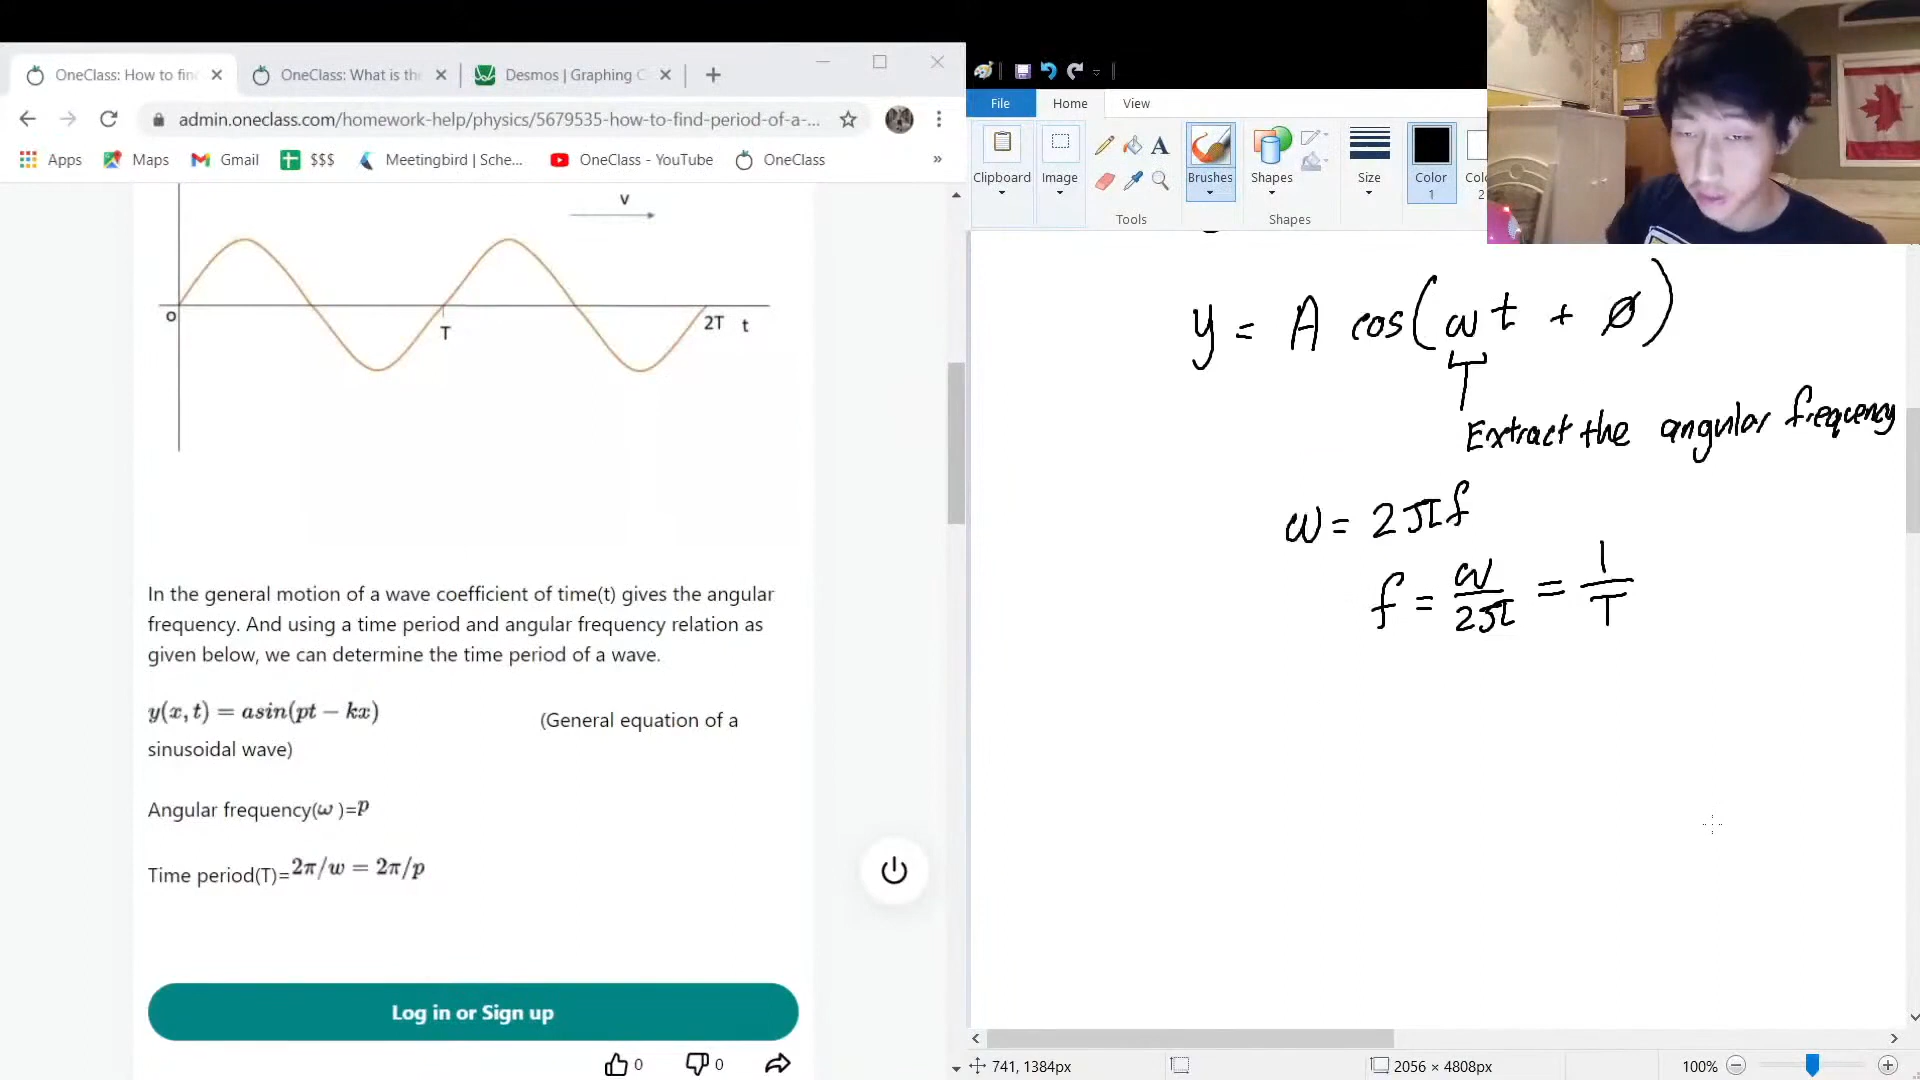 OneClass: How to fin
OneClass: What is the
Desmos | Graphing C
admin.oneclass.com/homework-help/physics/5679535-how-to-find-period-of-a-...
Apps
Maps
Gmail
$$$
Meetingbird | Sche...
OneClass - YouTube
OneClass
»
v
o
T
2T t
In the general motion of a wave coefficient of time(t) gives the angular
frequency. And using a time period and angular frequency relation as
given below, we can determine the time period of a wave.
y(x, t) = asin(pt − kx) (General equation of a
sinusoidal wave)
Angular frequency(ω )=p
Time period(T)=2π/w = 2π/p
Log in or Sign up
0
0
File
Home
View
Clipboard
Image
Tools
Brushes
Shapes
Shapes
Size
Color
1
2
y = A cos(ωt + ø)
Extract the angular frequency
ω = 2πf
f = ω/2π = 1/T
741, 1384px
2056 × 4808px
100%